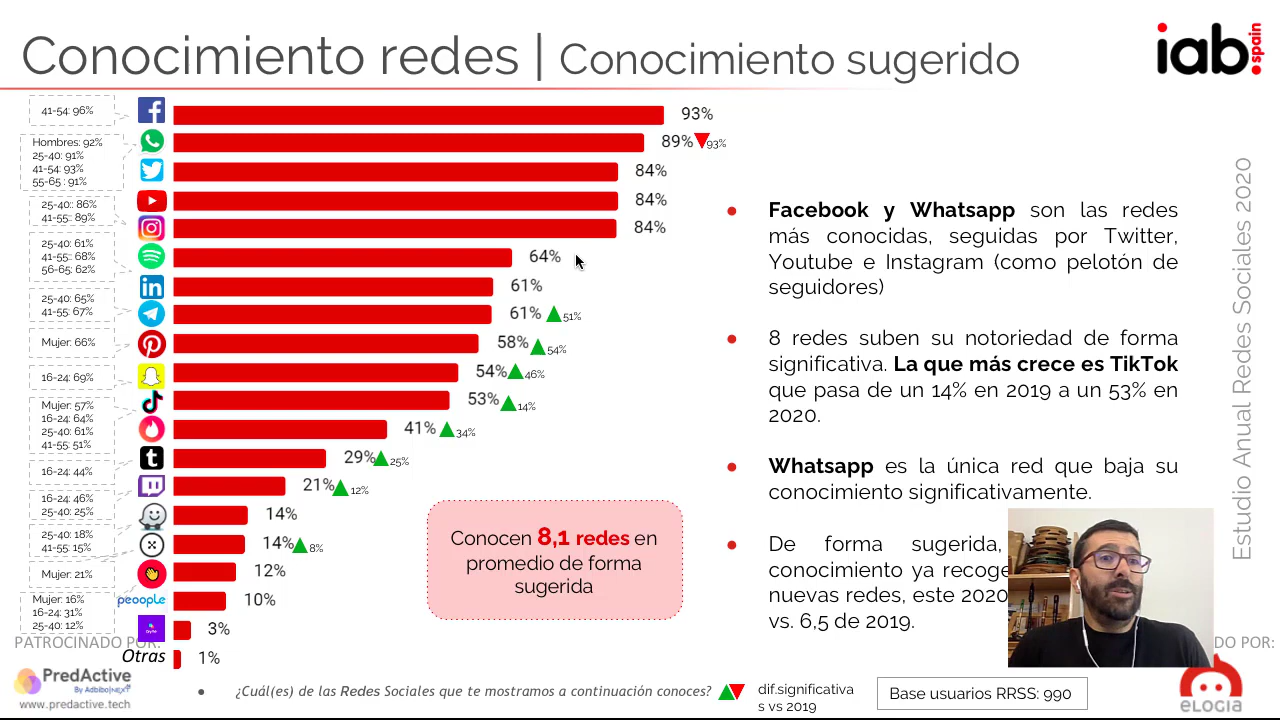 Conocimiento redes | Conocimiento sugerido
iab.spain
41-54: 96%
93%
Hombres: 92%
25-40: 91%
41-54: 93%
55-65 : 91%
89% 93%
84%
25-40:: 86%
41-55:: 89%
84%
84%
25-40: 61%
41-55: 68%
56-65: 62%
64%
61%
25-40: 65%
41-55: 67%
61% 51%
Mujer: 66%
58% 54%
16-24: 69%
54% 46%
Mujer: 57%
16-24: 64%
25-40: 61%
41-55: 51%
53% 14%
41% 34%
16-24: 44%
29% 25%
16-24: 46%
25-40: 25%
21% 12%
25-40: 18%
41-55: 15%
14%
14% 8%
Mujer: 21%
12%
Mujer: 16%
16-24: 31%
25-40: 12%
peoople
10%
3%
Otras
1%
Conocen 8,1 redes en
promedio de forma
sugerida
Facebook y Whatsapp son las redes
más conocidas, seguidas por Twitter,
Youtube e Instagram (como pelotón de
seguidores)
8 redes suben su notoriedad de forma
significativa. La que más crece es TikTok
que pasa de un 14% en 2019 a un 53% en
2020.
Whatsapp es la única red que baja su
conocimiento significativamente.
De forma sugerida,
conocimiento ya recoge
nuevas redes, este 2020
vs. 6,5 de 2019.
Estudio Anual Redes Sociales 2020
PATROCINADO POR:
PredActive
By Adbibo|NEXT
www.predactive.tech
¿Cuál(es) de las Redes Sociales que te mostramos a continuación conoces?
dif.significativa
s vs 2019
Base usuarios RRSS: 990
DO POR:
eLOGIA